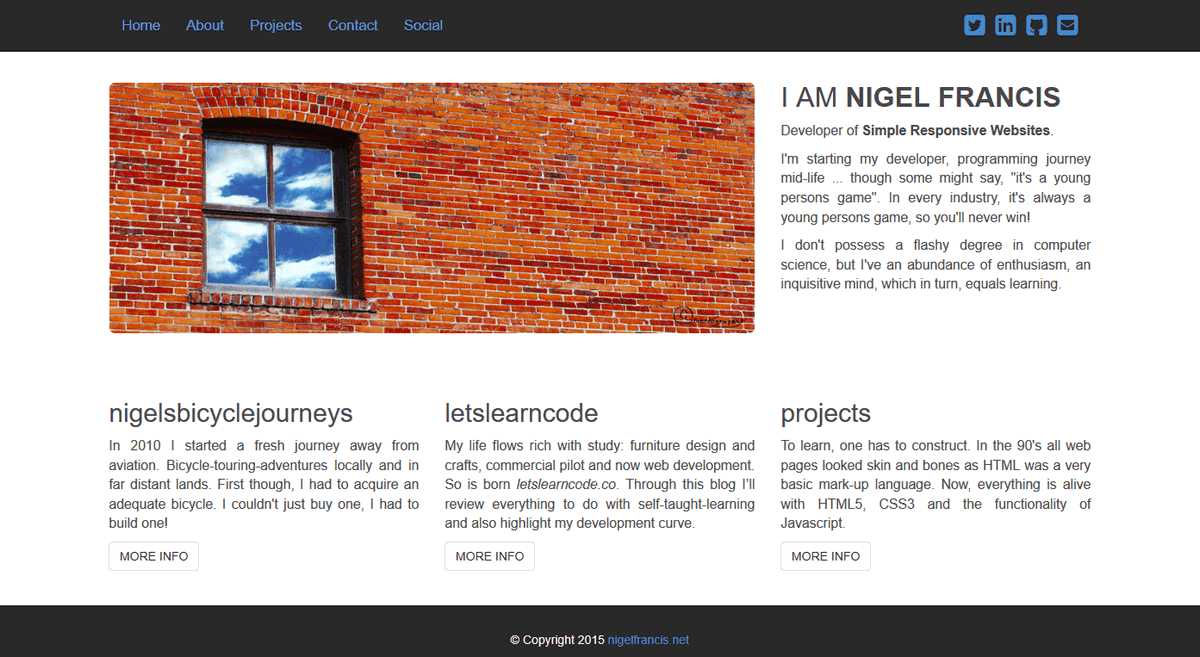 Home About Projects Contact Social
I AM NIGEL FRANCIS
Developer of Simple Responsive Websites.
I'm starting my developer, programming journey
mid-life ... though some might say, "it's a young
persons game". In every industry, it's always a
young persons game, so you'll never win!
I don't possess a flashy degree in computer
science, but I've an abundance of enthusiasm, an
inquisitive mind, which in turn, equals learning.
nigelsbicyclejourneys
In 2010 I started a fresh journey away from
aviation. Bicycle-touring-adventures locally and in
far distant lands. First though, I had to acquire an
adequate bicycle. I couldn't just buy one, I had to
build one!
MORE INFO
letslearncode
My life flows rich with study: furniture design and
crafts, commercial pilot and now web development.
So is born letslearncode.co. Through this blog I'll
review everything to do with self-taught-learning
and also highlight my development curve.
MORE INFO
projects
To learn, one has to construct. In the 90's all web
pages looked skin and bones as HTML was a very
basic mark-up language. Now, everything is alive
with HTML5, CSS3 and the functionality of
Javascript.
MORE INFO
© Copyright 2015 nigelfrancis.net